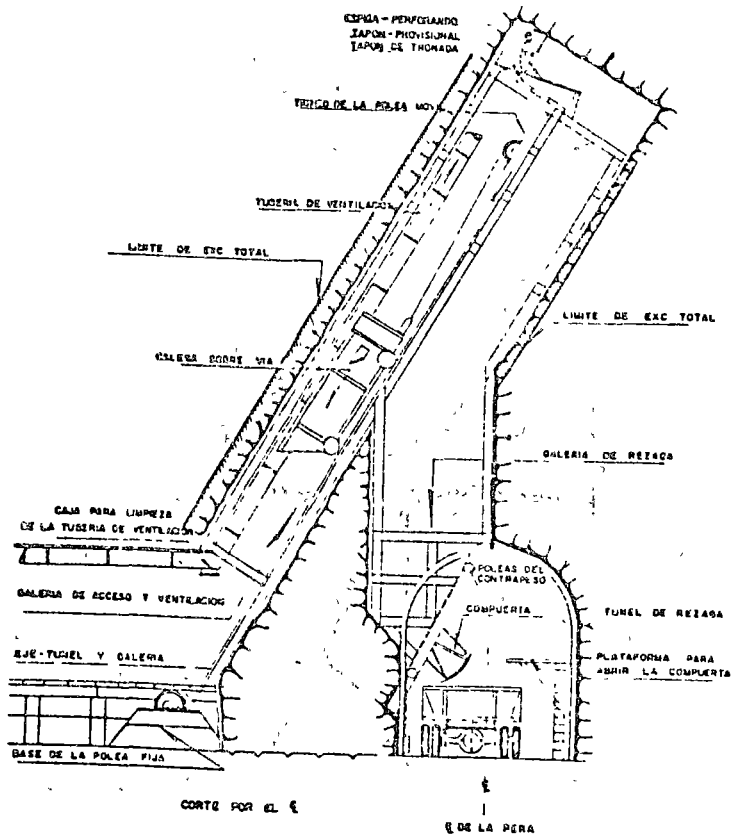 ESPIGA-PERFORANDO
TAPON-PROVISIONAL
TAPON DE TRONADA
TROCO DE LA POLEA MOVIL
TUBERIL DE VENTILACION
LIMITE DE EXC TOTAL
LIMITE DE EXC TOTAL
CALESA SOBRE VIA
GALERIA DE REZAGA
CAJA PARA LIMPIEZA
DE LA TUBERIA DE VENTILACION
POLEAS DEL
CONTRAPESO
GALERIA DE ACCESO Y VENTILACION
COMPUERTA
TUNEL DE REZAGA
EJE-TUNEL Y GALERIA
PLATAFORMA PARA
ABRIR LA COMPUERTA
BASE DE LA POLEA FIJA
CORTE POR EL ℄
℄
℄ DE LA PERA